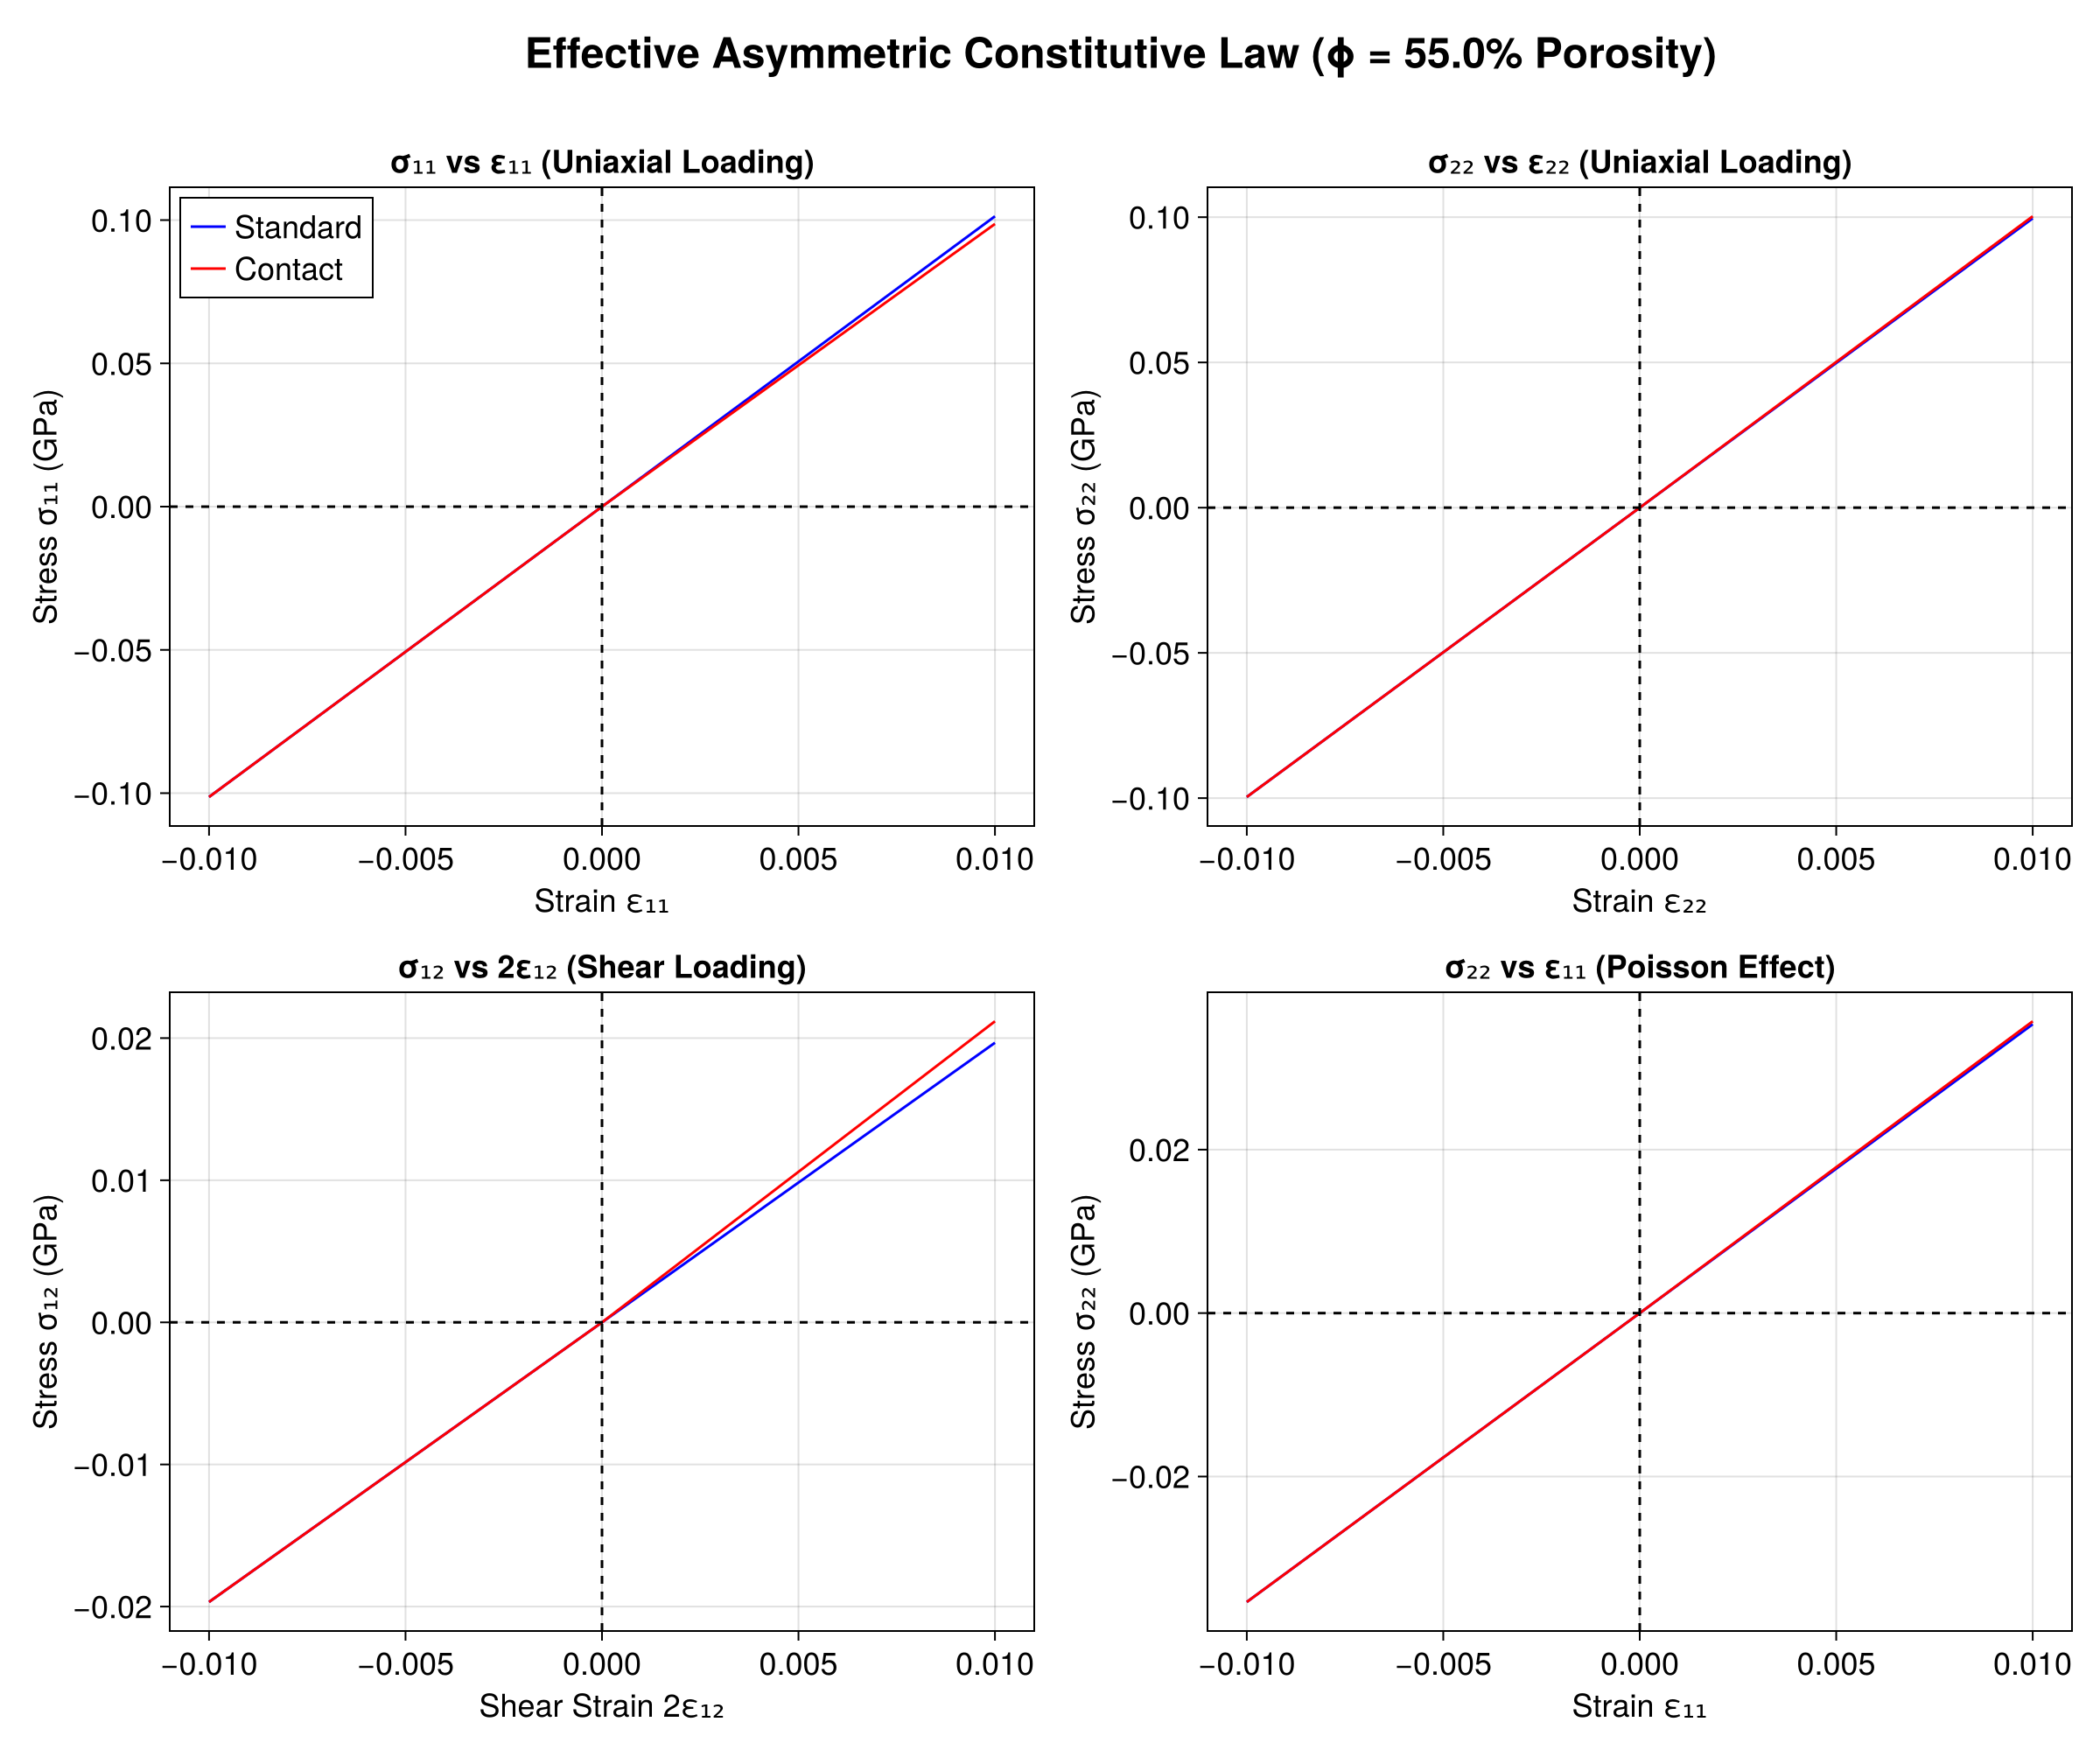 Effective Asymmetric Constitutive Law (ϕ = 55.0% Porosity)
σ₁₁ vs ε₁₁ (Uniaxial Loading)
Standard
Contact
Stress σ₁₁ (GPa)
0.10
0.05
0.00
−0.05
−0.10
−0.010 −0.005 0.000 0.005 0.010
Strain ε₁₁
σ₂₂ vs ε₂₂ (Uniaxial Loading)
Stress σ₂₂ (GPa)
0.10
0.05
0.00
−0.05
−0.10
−0.010 −0.005 0.000 0.005 0.010
Strain ε₂₂
σ₁₂ vs 2ε₁₂ (Shear Loading)
Stress σ₁₂ (GPa)
0.02
0.01
0.00
−0.01
−0.02
−0.010 −0.005 0.000 0.005 0.010
Shear Strain 2ε₁₂
σ₂₂ vs ε₁₁ (Poisson Effect)
Stress σ₂₂ (GPa)
0.02
0.00
−0.02
−0.010 −0.005 0.000 0.005 0.010
Strain ε₁₁